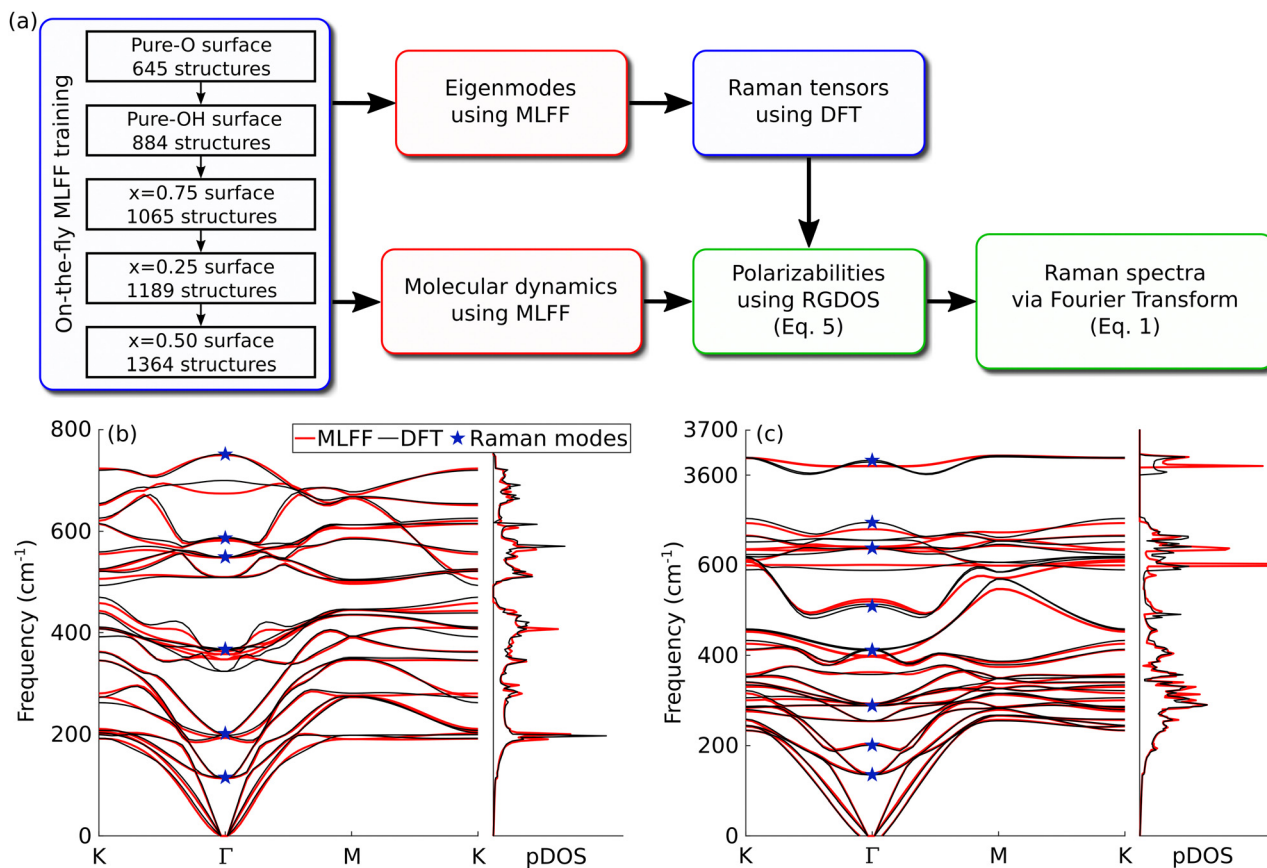 (a)
On-the-fly MLFF training
Pure-O surface
645 structures
Pure-OH surface
884 structures
x=0.75 surface
1065 structures
x=0.25 surface
1189 structures
x=0.50 surface
1364 structures
Eigenmodes
using MLFF
Raman tensors
using DFT
Molecular dynamics
using MLFF
Polarizabilities
using RGDOS
(Eq. 5)
Raman spectra
via Fourier Transform
(Eq. 1)
(b)
MLFF DFT Raman modes
Frequency (cm-1)
800
600
400
200
0
K Γ M K pDOS
(c)
Frequency (cm-1)
3700
3600
600
400
200
0
K Γ M K pDOS